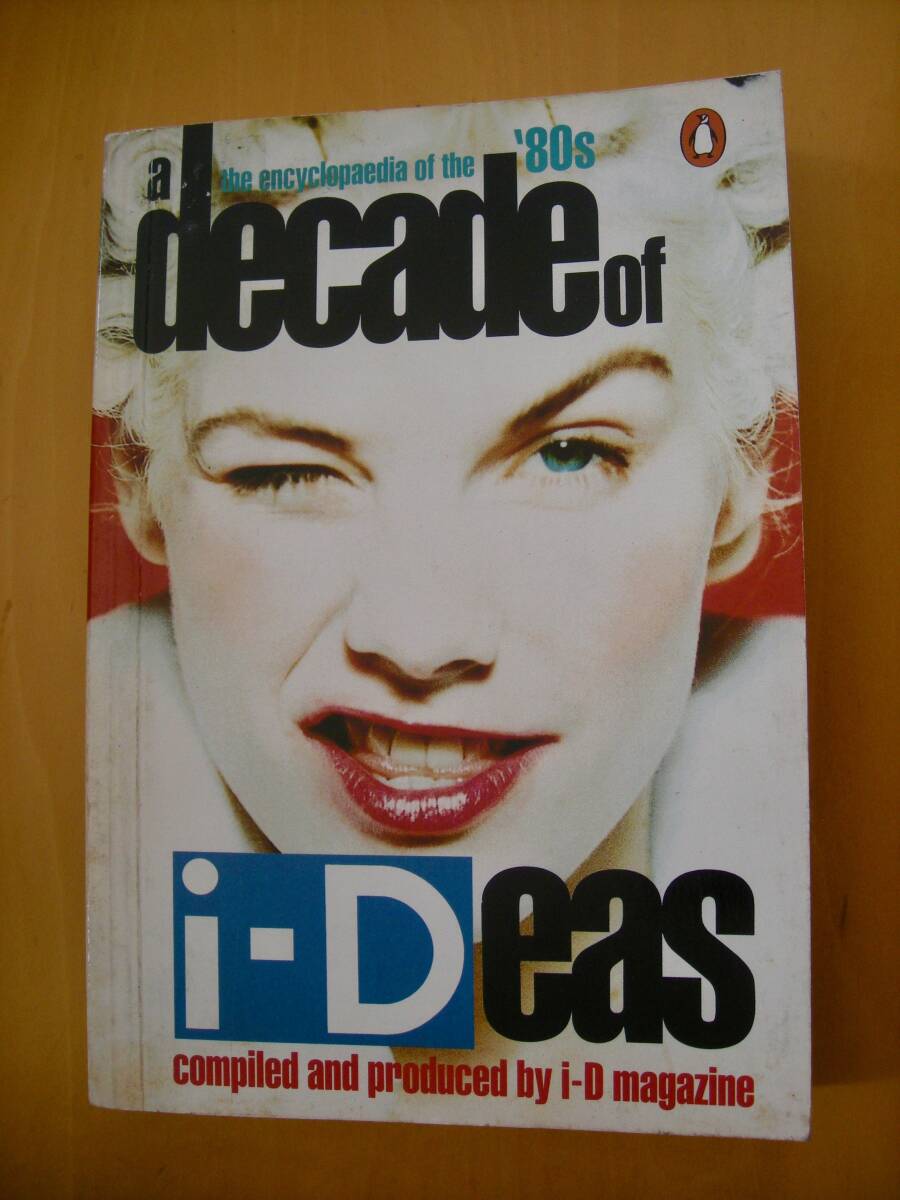 the encyclopaedia of the '80s
a decade of
i-Deas
compiled and produced by i-D magazine